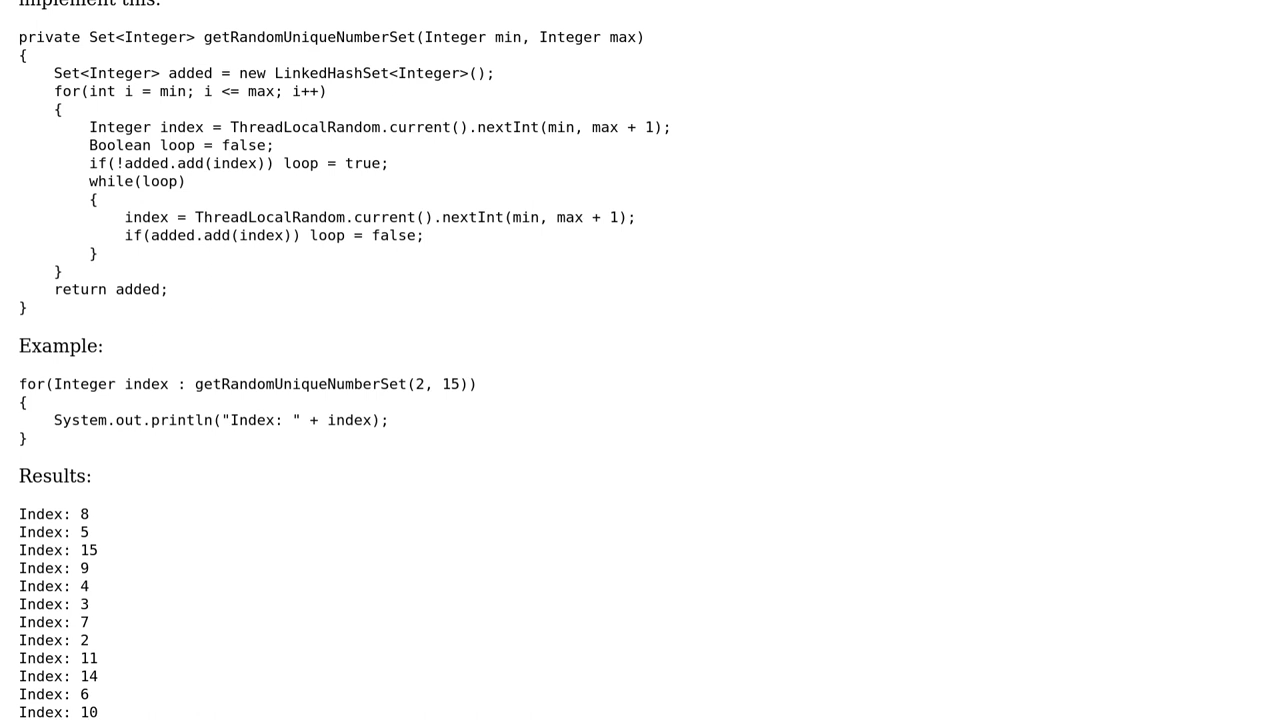 implement this:
private Set<Integer> getRandomUniqueNumberSet(Integer min, Integer max)
{
    Set<Integer> added = new LinkedHashSet<Integer>();
    for(int i = min; i <= max; i++)
    {
        Integer index = ThreadLocalRandom.current().nextInt(min, max + 1);
        Boolean loop = false;
        if(!added.add(index)) loop = true;
        while(loop)
        {
            index = ThreadLocalRandom.current().nextInt(min, max + 1);
            if(added.add(index)) loop = false;
        }
    }
    return added;
}
Example:
for(Integer index : getRandomUniqueNumberSet(2, 15))
{
    System.out.println("Index: " + index);
}
Results:
Index: 8
Index: 5
Index: 15
Index: 9
Index: 4
Index: 3
Index: 7
Index: 2
Index: 11
Index: 14
Index: 6
Index: 10